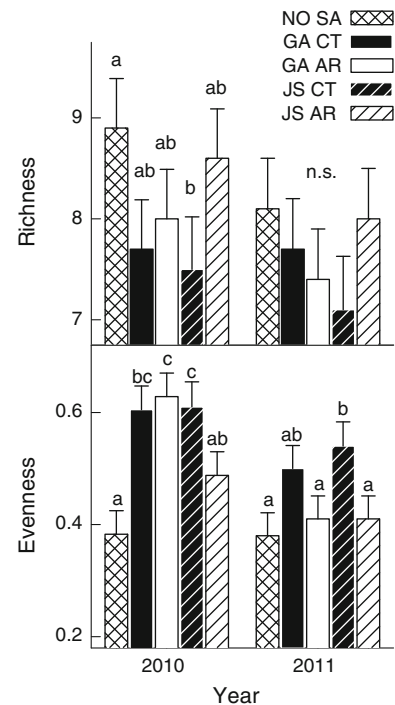 NO SA
GA CT
GA AR
JS CT
JS AR
Richness
9
8
7
a
ab
ab
b
ab
n.s.
Evenness
0.6
0.4
0.2
a
bc
c
c
ab
a
ab
a
b
a
2010
2011
Year